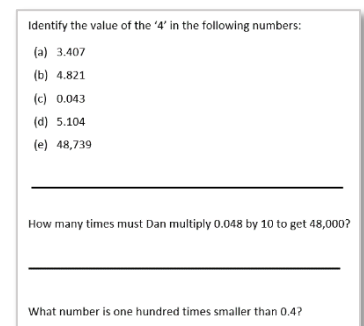 Identify the value of the ‘4’ in the following numbers:
(a) 3.407
(b) 4.821
(c) 0.043
(d) 5.104
(e) 48,739
How many times must Dan multiply 0.048 by 10 to get 48,000?
What number is one hundred times smaller than 0.4?